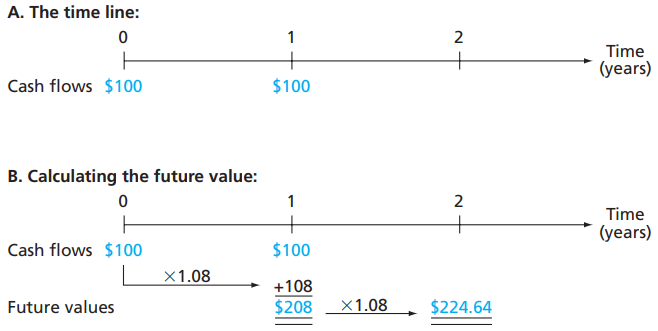 A. The time line:
0 1 2
Time
(years)
Cash flows $100 $100
B. Calculating the future value:
0 1 2
Time
(years)
Cash flows $100 $100
×1.08
+108
Future values $208 ×1.08 $224.64